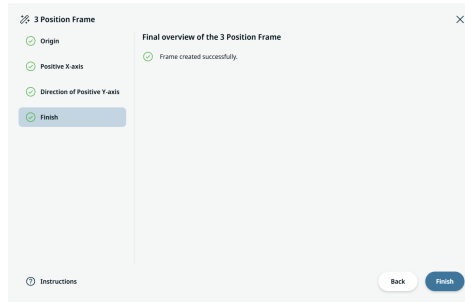 3 Position Frame
Origin
Positive X-axis
Direction of Positive Y-axis
Finish
Final overview of the 3 Position Frame
Frame created successfully.
Instructions
Back
Finish